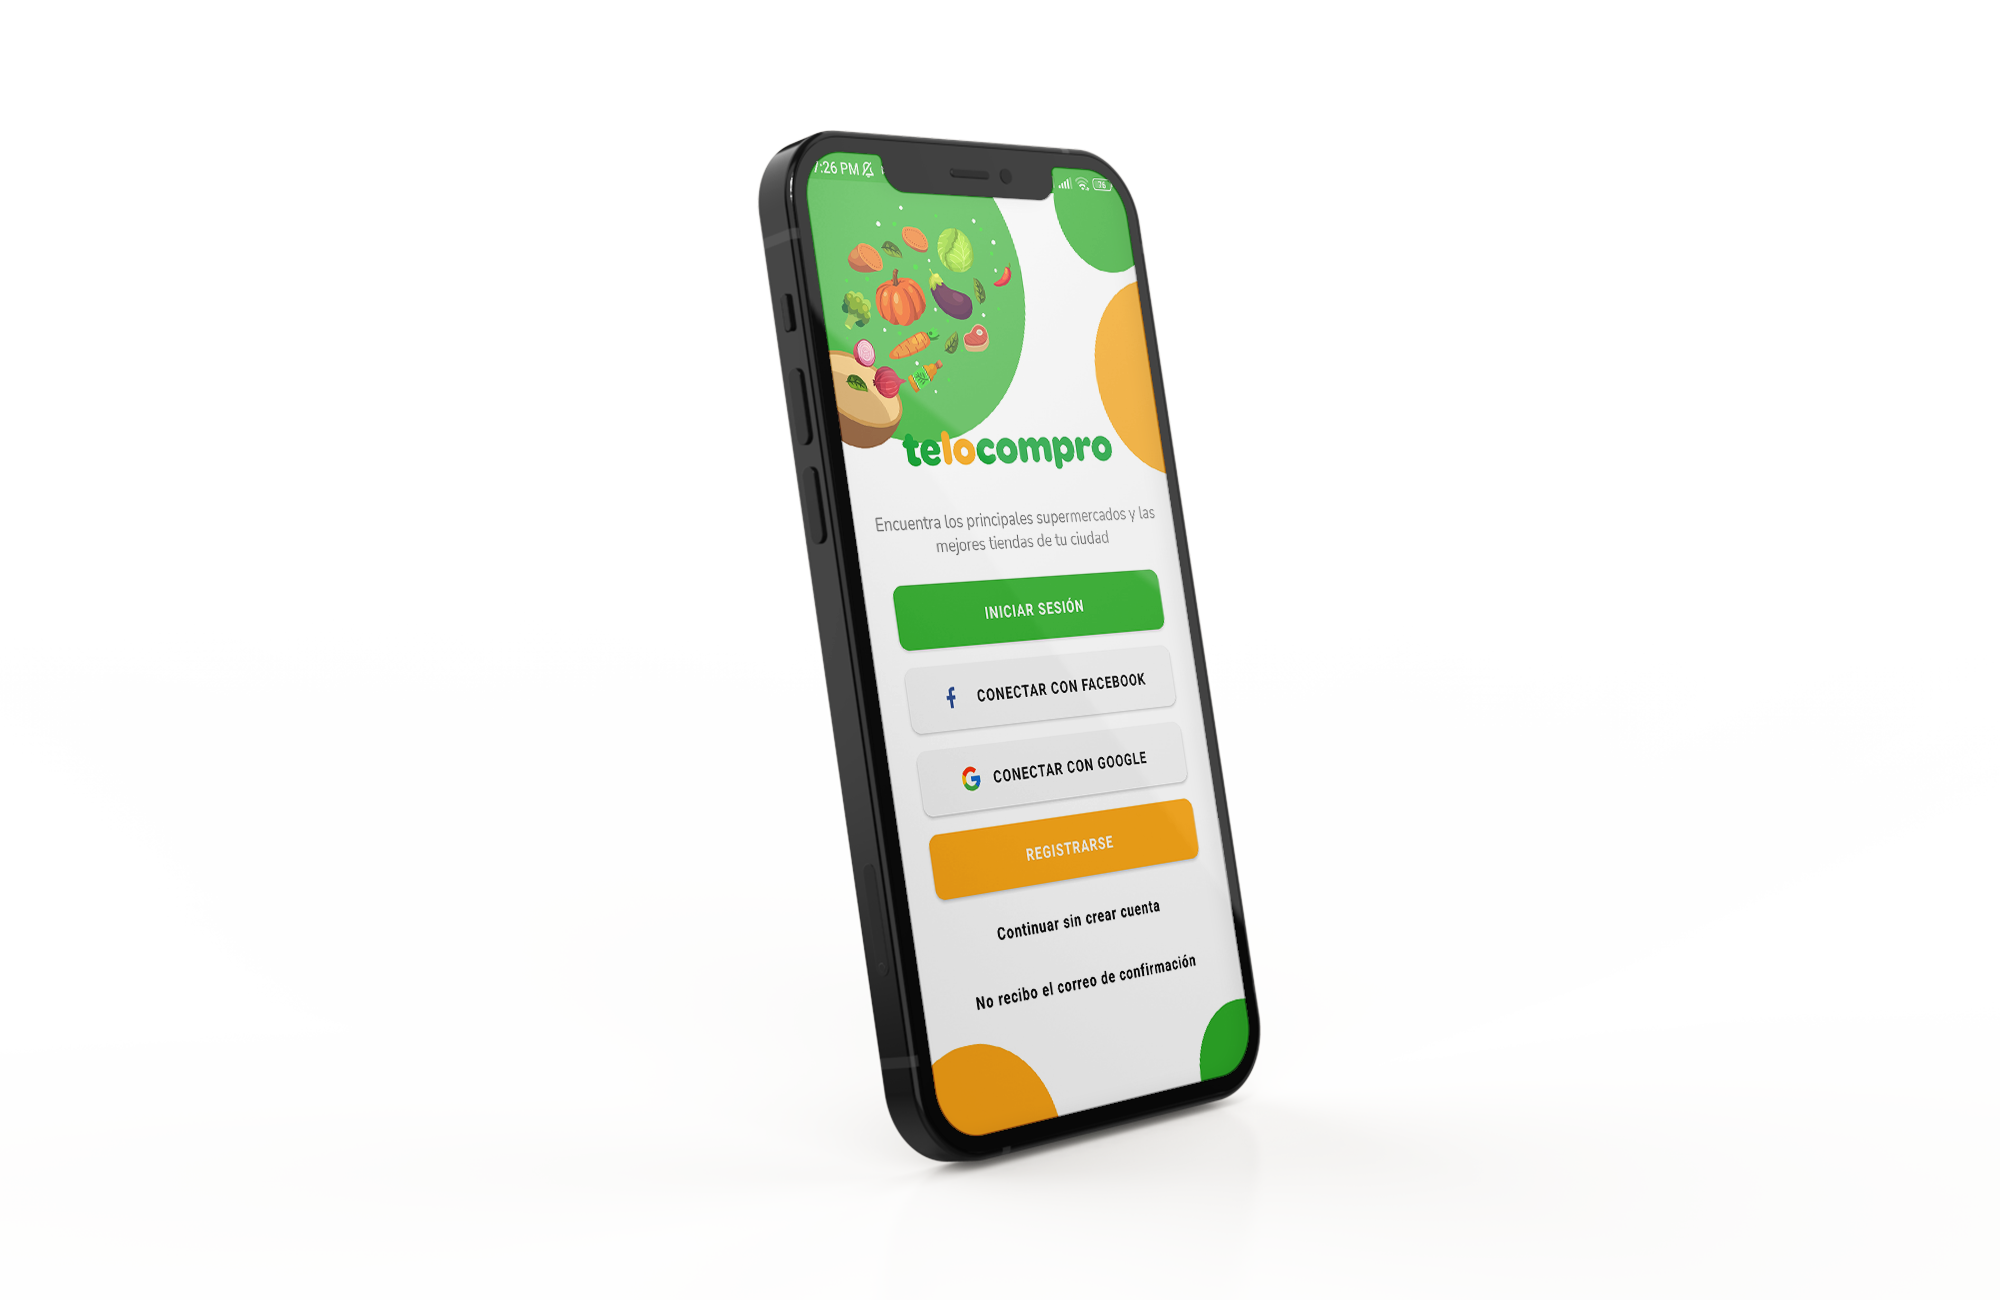 :26 PM
76
telocompro
Encuentra los principales supermercados y las
mejores tiendas de tu ciudad
INICIAR SESIÓN
f CONECTAR CON FACEBOOK
G CONECTAR CON GOOGLE
REGISTRARSE
Continuar sin crear cuenta
No recibo el correo de confirmación